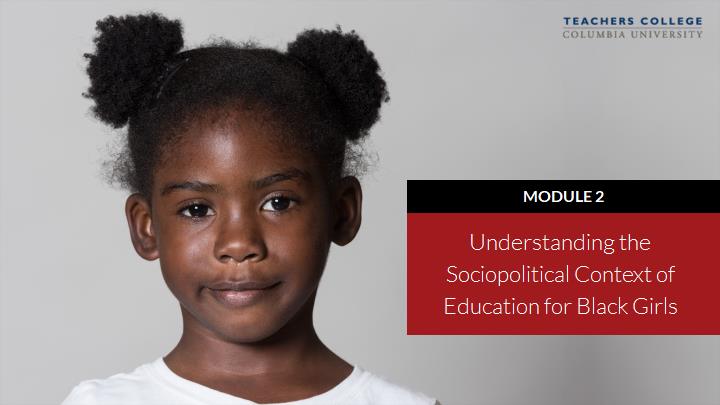 TEACHERS COLLEGE
COLUMBIA UNIVERSITY
MODULE 2
Understanding the
Sociopolitical Context of
Education for Black Girls